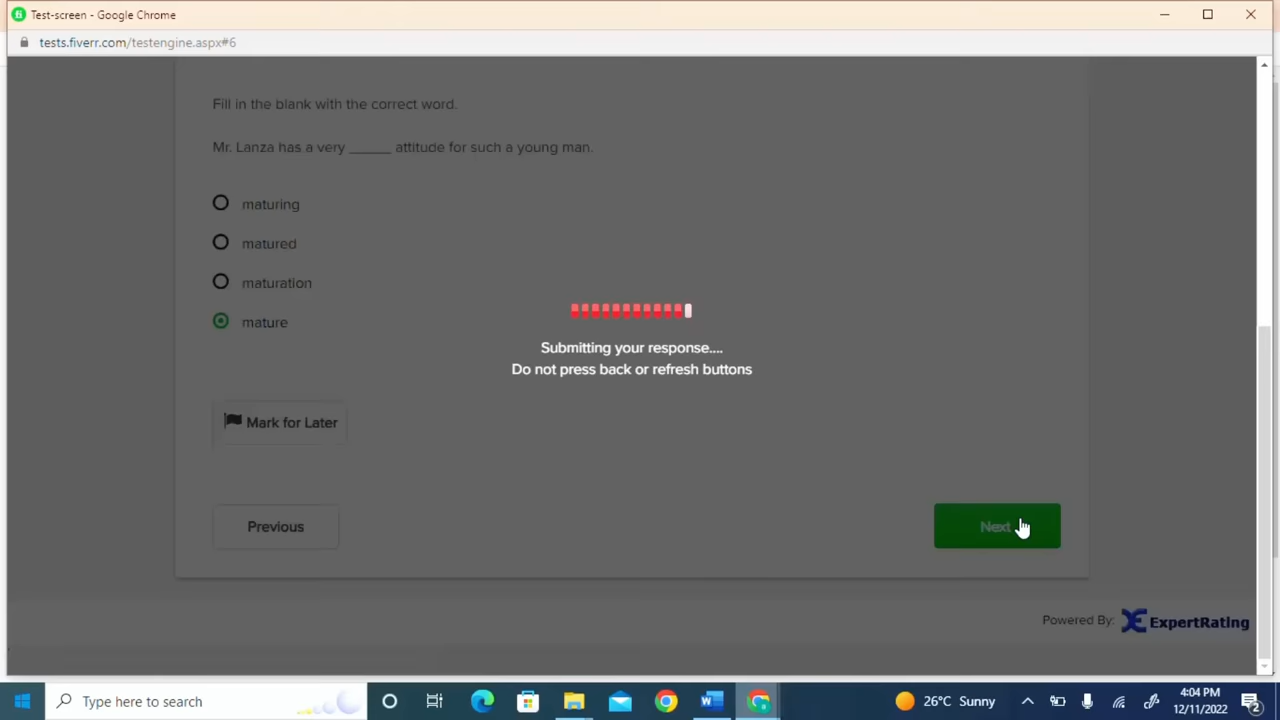 Test-screen - Google Chrome
tests.fiverr.com/testengine.aspx#6
Fill in the blank with the correct word.
Mr. Lanza has a very _____ attitude for such a young man.
maturing
matured
maturation
mature
Submitting your response....
Do not press back or refresh buttons
Mark for Later
Previous
Next
Powered By: ExpertRating
Type here to search
26°C Sunny
4:04 PM
12/11/2022
2